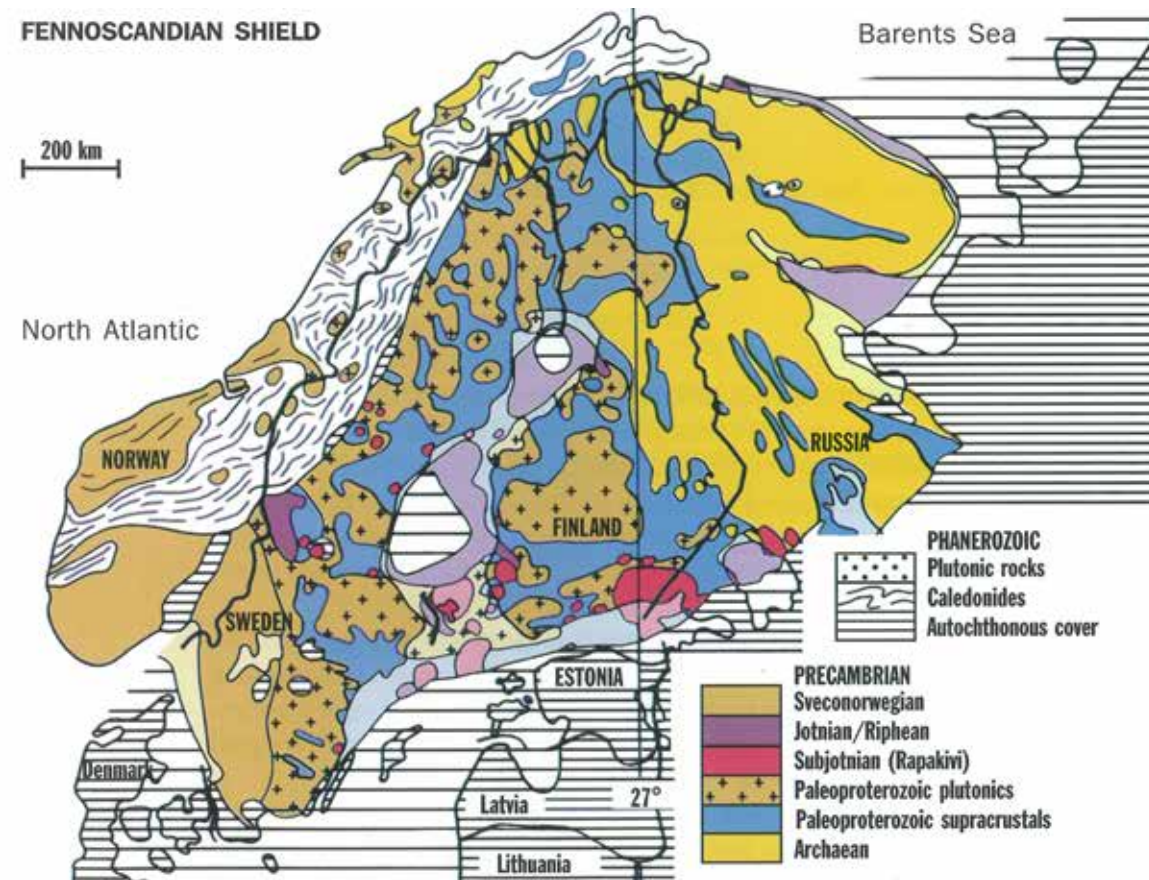 FENNOSCANDIAN SHIELD
Barents Sea
200 km
North Atlantic
NORWAY
RUSSIA
FINLAND
SWEDEN
ESTONIA
Denmark
Latvia
27°
Lithuania
PHANEROZOIC
Plutonic rocks
Caledonides
Autochthonous cover
PRECAMBRIAN
Sveconorwegian
Jotnian/Riphean
Subjotnian (Rapakivi)
Paleoproterozoic plutonics
Paleoproterozoic supracrustals
Archaean